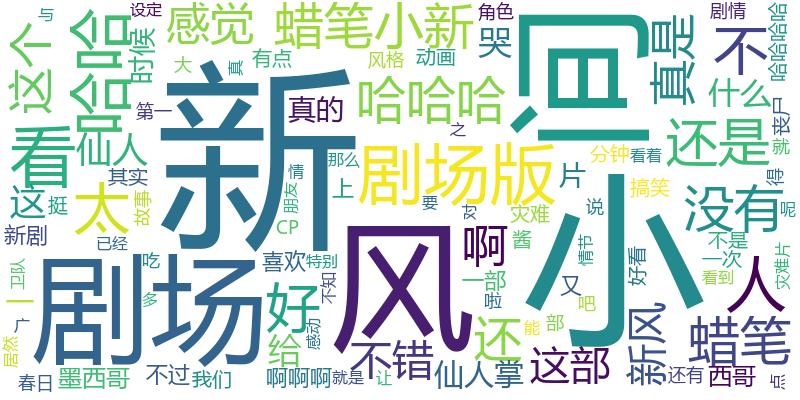 与
设定
这个
哈哈
时候
感觉
大
真
有点
蜡笔小新
风格
动画
角色
哭
间
真是
剧情
不
哈哈哈哈
什么
丧尸
看
仙人
第一
真的
哈哈哈
之
还是
就
这
其实
太
故事
新
那么
情
朋友
上
剧场版
分钟
看着
片
搞笑
没有
得
新剧
挺
已经
CP
要
对
灾难
说
小
呢
卫队
吃
喜欢
特别
风
啊
酱
情节
不是
好看
一次
灾难片
一
多
剧场
好
不知
一部
又
人
看到
广
感动
啦
吧
居然
给
不错
还
能
部
新风
蜡笔
春日
墨西哥
不过
我们
啊啊啊
就是
让
仙人掌
这部
还有
西哥
点